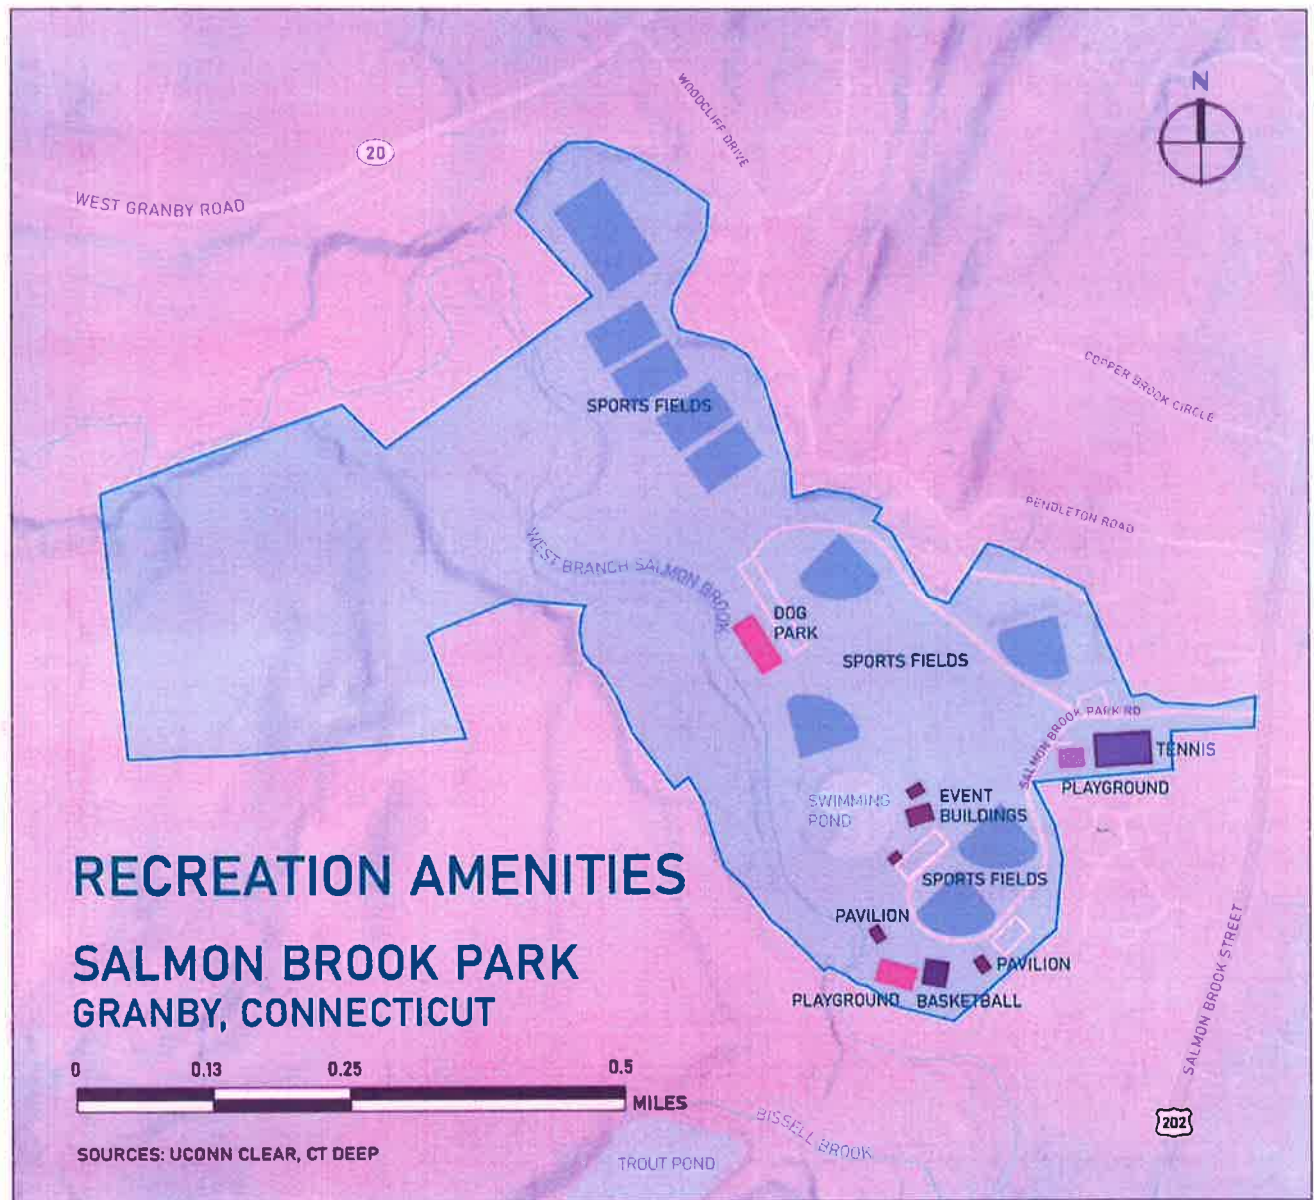 N
WOODCLIFF DRIVE
20
WEST GRANBY ROAD
COPPER BROOK CIRCLE
SPORTS FIELDS
PENDLETON ROAD
WEST BRANCH SALMON BROOK
DOG
PARK
SPORTS FIELDS
SALMON BROOK PARK RD
TENNIS
PLAYGROUND
SWIMMING
POND
EVENT
BUILDINGS
SPORTS FIELDS
PAVILION
PAVILION
PLAYGROUND
BASKETBALL
RECREATION AMENITIES
SALMON BROOK PARK
GRANBY, CONNECTICUT
0 0.13 0.25 0.5
MILES
SOURCES: UCONN CLEAR, CT DEEP
SALMON BROOK STREET
202
BISSELL BROOK
TROUT POND